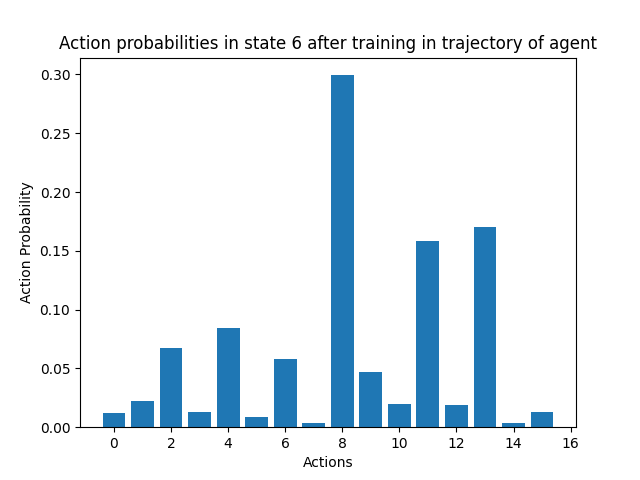 Action probabilities in state 6 after training in trajectory of agent
0.30
0.25
0.20
0.15
0.10
0.05
0.00
Action Probability
0 2 4 6 8 10 12 14 16
Actions